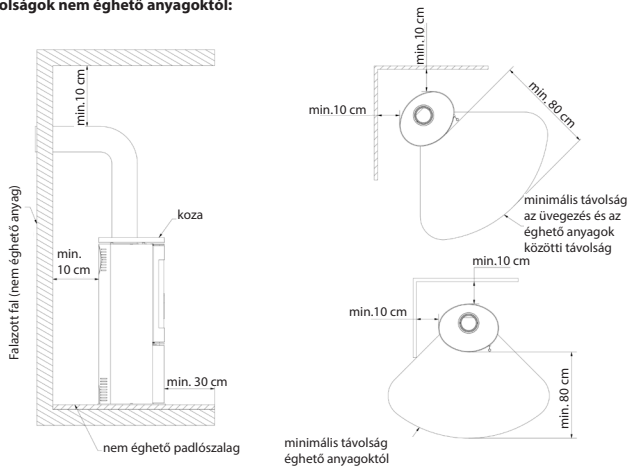 olságok nem éghető anyagoktól:
min.10 cm
Falazott fal (nem éghető anyag)
min.
10 cm
koza
min. 30 cm
nem éghető padlószalag
min.10 cm
min.10 cm
min. 80 cm
minimális távolság
az üvegezés és az
éghető anyagok
közötti távolság
min.10 cm
min.10 cm
min. 80 cm
minimális távolság
éghető anyagoktól